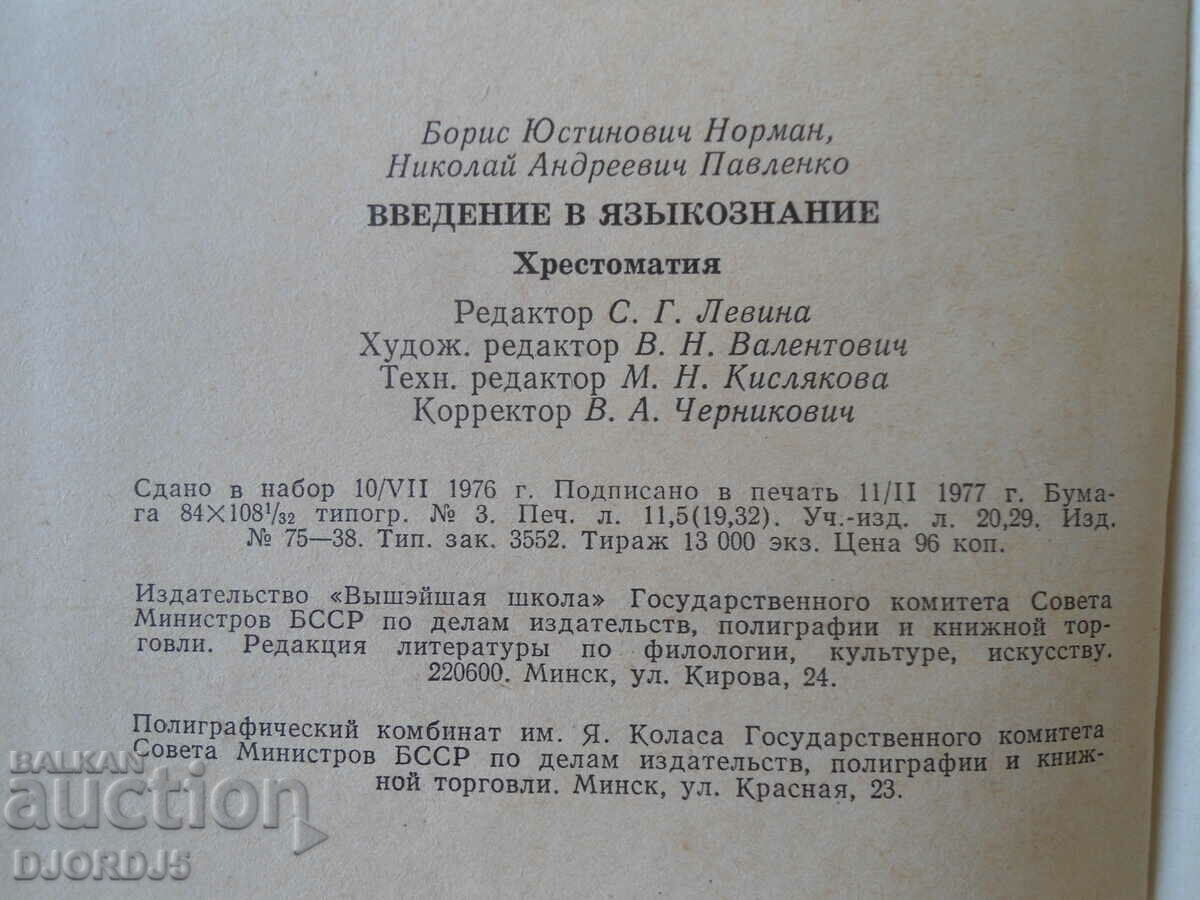 Борис Юстинович Норман,
Николай Андреевич Павленко
ВВЕДЕНИЕ В ЯЗЫКОЗНАНИЕ
Хрестоматия
Редактор С. Г. Левина
Худож. редактор В. Н. Валентович
Техн. редактор М. Н. Кислякова
Корректор В. А. Черникович
Сдано в набор 10/VII 1976 г. Подписано в печать 11/II 1977 г. Бума-
га 84×108¹/₃₂ типогр. № 3. Печ. л. 11,5(19,32). Уч.-изд. л. 20,29. Изд.
№ 75—38. Тип. зак. 3552. Тираж 13 000 экз. Цена 96 коп.
Издательство «Вышэйшая школа» Государственного комитета Совета
Министров БССР по делам издательств, полиграфии и книжной тор-
говли. Редакция литературы по филологии, культуре, искусству.
220600. Минск, ул. Кирова, 24.
Полиграфический комбинат им. Я. Коласа Государственного комитета
Совета Министров БССР по делам издательств, полиграфии и книж-
ной торговли. Минск, ул. Красная, 23.
BALKAN
auction
DJORDJ5